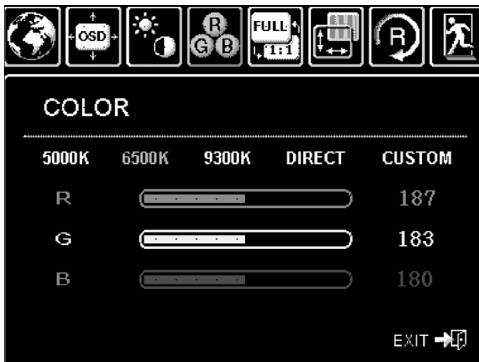 OSD R G B FULL 1:1 R
COLOR
5000K 6500K 9300K DIRECT CUSTOM
R 187
G 183
B 180
EXIT